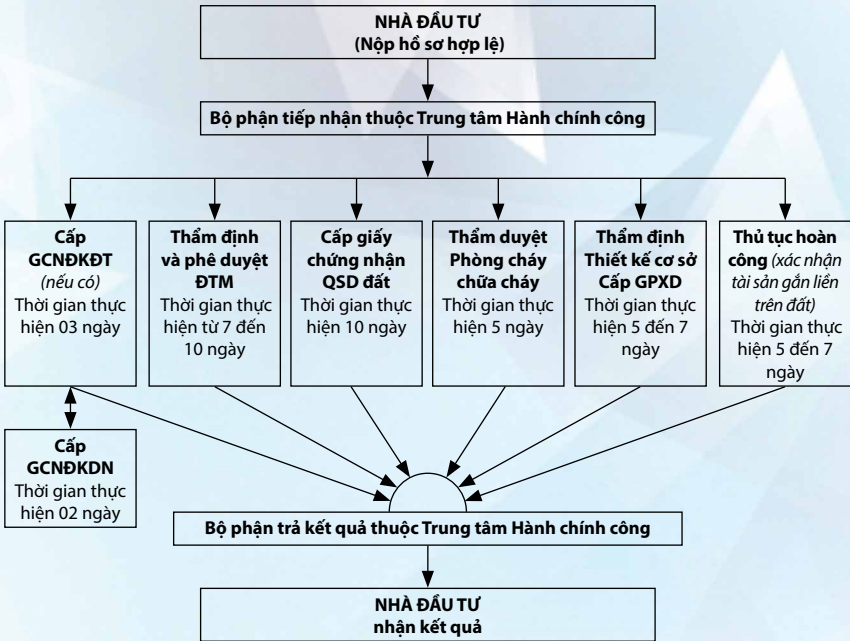 NHÀ ĐẦU TƯ
(Nộp hồ sơ hợp lệ)
Bộ phận tiếp nhận thuộc Trung tâm Hành chính công
Cấp
GCNĐKĐT
(nếu có)
Thời gian thực
hiện 03 ngày
Thẩm định
và phê duyệt
ĐTM
Thời gian thực
hiện từ 7 đến
10 ngày
Cấp giấy
chứng nhận
QSD đất
Thời gian thực
hiện 10 ngày
Thẩm duyệt
Phòng cháy
chữa cháy
Thời gian thực
hiện 5 ngày
Thẩm định
Thiết kế cơ sở
Cấp GPXD
Thời gian thực
hiện 5 đến 7
ngày
Thủ tục hoàn
công (xác nhận
tài sản gắn liền
trên đất)
Thời gian thực
hiện 5 đến 7
ngày
Cấp
GCNĐKDN
Thời gian thực
hiện 02 ngày
Bộ phận trả kết quả thuộc Trung tâm Hành chính công
NHÀ ĐẦU TƯ
nhận kết quả